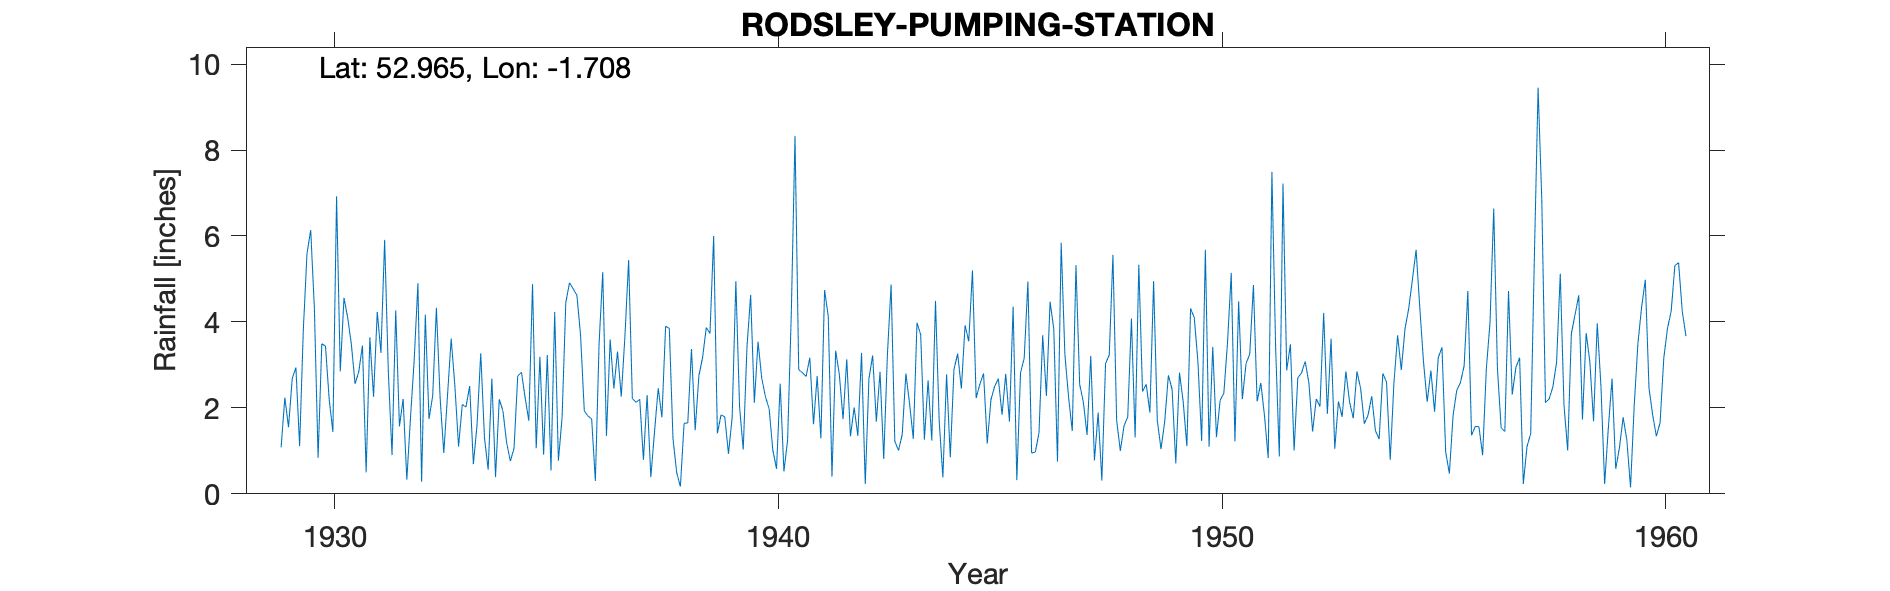 RODSLEY-PUMPING-STATION
Lat: 52.965, Lon: -1.708
10
8
6
4
2
0
Rainfall [inches]
1930 1940 1950 1960
Year